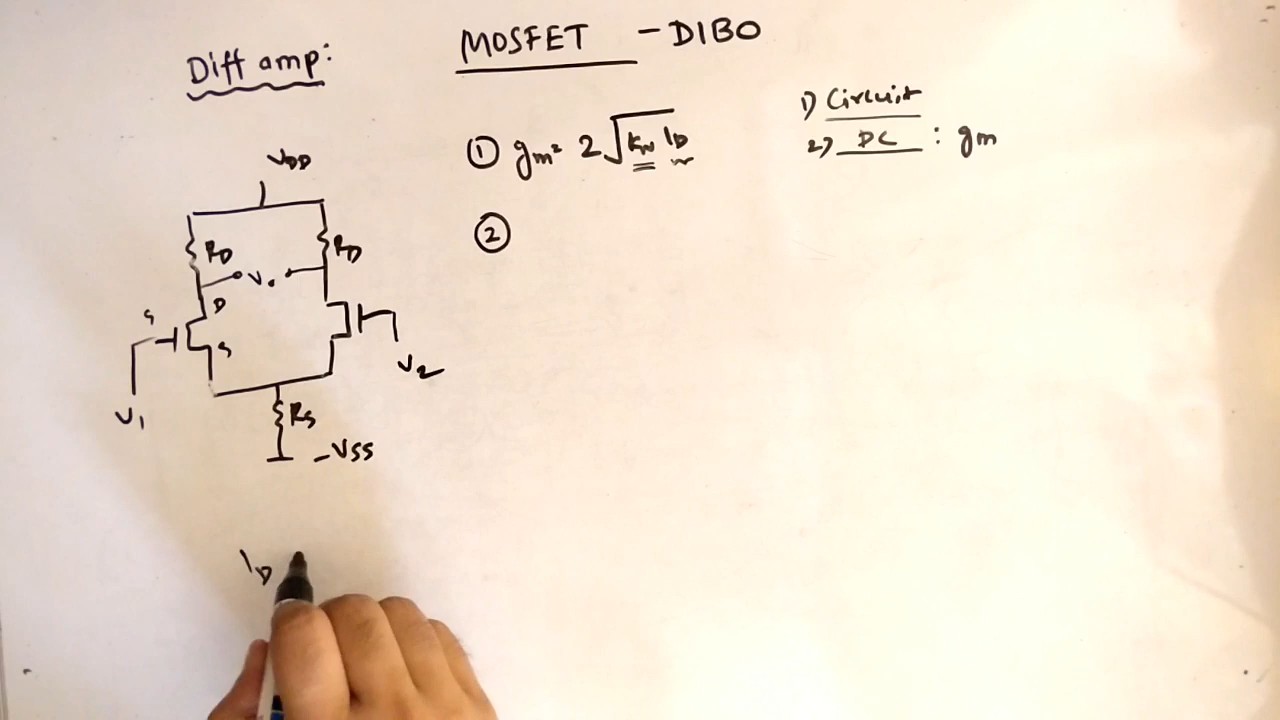 Diff amp:
MOSFET - DIBO
1) Circuit
2) DC : gm
① gm = 2√KN ID
②
VDD
RD
RD
Vo
D
G
S
V1
V2
RS
-VSS
ID